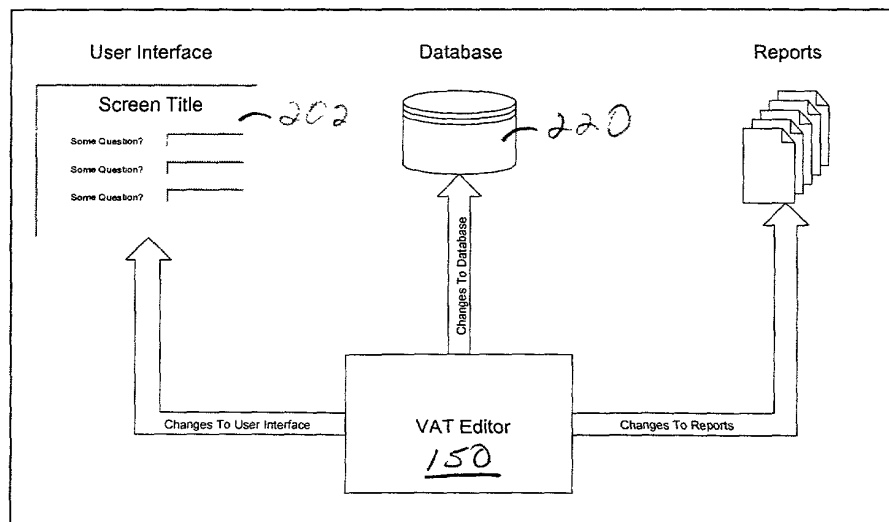 User Interface
Database
Reports
Screen Title
202
220
Some Question?
Some Question?
Some Question?
Changes To Database
VAT Editor
150
Changes To User Interface
Changes To Reports